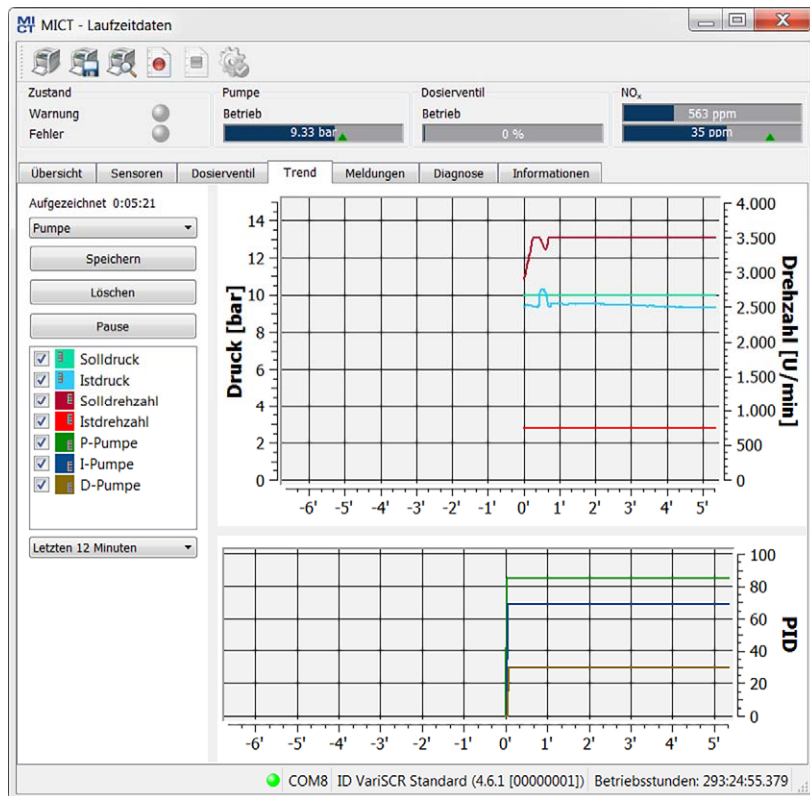 MICT MICT - Laufzeitdaten
Zustand
Warnung
Fehler
Pumpe
Betrieb
9.33 bar
Dosierventil
Betrieb
0 %
NOx
563 ppm
35 ppm
Übersicht Sensoren Dosierventil Trend Meldungen Diagnose Informationen
Aufgezeichnet 0:05:21
Pumpe
Speichern
Löschen
Pause
Solldruck
Istdruck
Solldrehzahl
Istdrehzahl
P-Pumpe
I-Pumpe
D-Pumpe
Letzten 12 Minuten
Druck [bar]
14
12
10
8
6
4
2
0
4.000
3.500
3.000
2.500
2.000
1.500
1.000
500
0
Drehzahl [U/min]
-6' -5' -4' -3' -2' -1' 0' 1' 2' 3' 4' 5'
100
80
60
40
20
0
PID
-6' -5' -4' -3' -2' -1' 0' 1' 2' 3' 4' 5'
COM8 ID VariSCR Standard (4.6.1 [00000001]) Betriebsstunden: 293:24:55.379